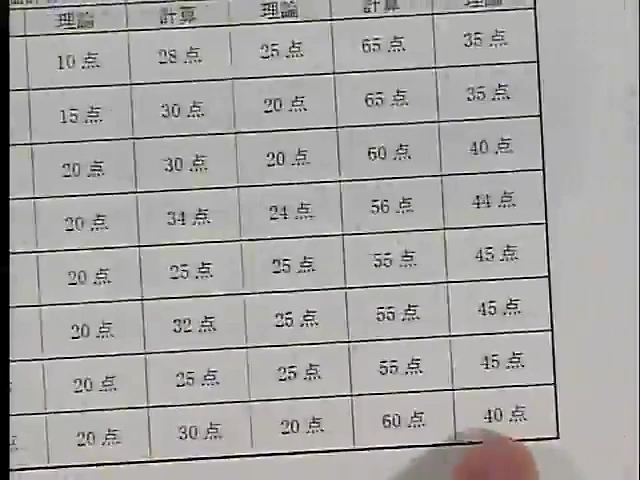 理論 計算 理論 計算 理論
10点 28点 25点 65点 35点
15点 30点 20点 65点 35点
20点 30点 20点 60点 40点
20点 34点 24点 56点 44点
20点 25点 25点 55点 45点
20点 32点 25点 55点 45点
20点 25点 25点 55点 45点
20点 30点 20点 60点 40点